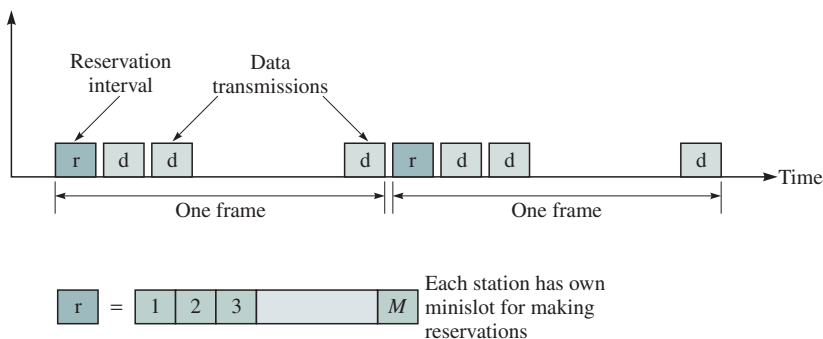 Reservation
interval
Data
transmissions
r d d d r d d d
Time
One frame One frame
r = 1 2 3 M
Each station has own
minislot for making
reservations